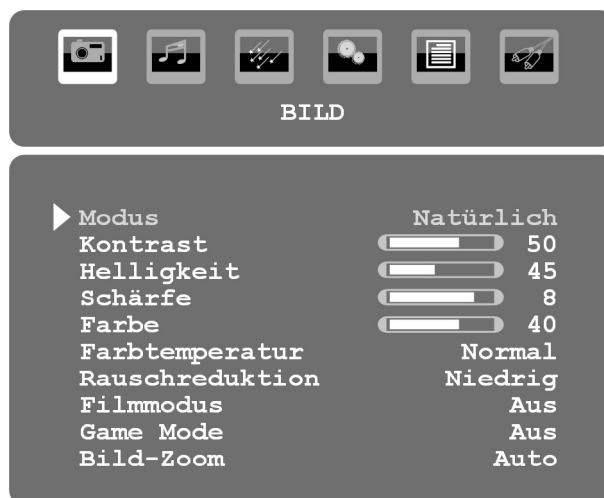 BILD
Modus Natürlich
Kontrast 50
Helligkeit 45
Schärfe 8
Farbe 40
Farbtemperatur Normal
Rauschreduktion Niedrig
Filmmodus Aus
Game Mode Aus
Bild-Zoom Auto